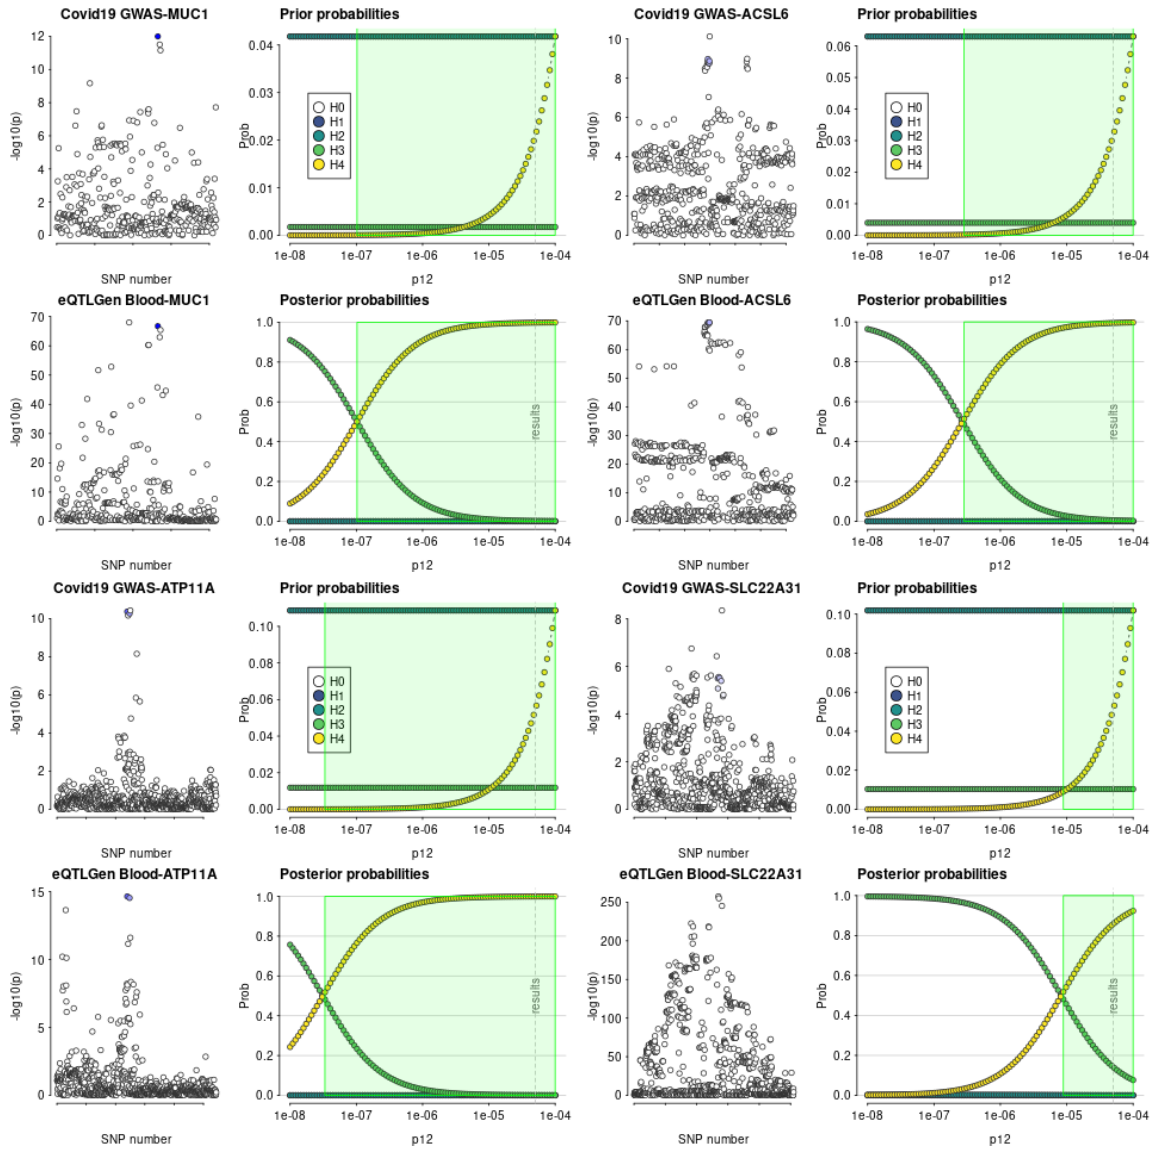 Covid19 GWAS-MUC1
12
10
8
6
4
2
0
-log10(p)
SNP number
Prior probabilities
0.04
0.03
0.02
0.01
0.00
Prob
H0
H1
H2
H3
H4
1e-08 1e-07 1e-06 1e-05 1e-04
p12
Covid19 GWAS-ACSL6
10
8
6
4
2
0
-log10(p)
SNP number
Prior probabilities
0.06
0.05
0.04
0.03
0.02
0.01
0.00
Prob
H0
H1
H2
H3
H4
1e-08 1e-07 1e-06 1e-05 1e-04
p12
eQTLGen Blood-MUC1
70
60
50
40
30
20
10
0
-log10(p)
SNP number
Posterior probabilities
1.0
0.8
0.6
0.4
0.2
0.0
Prob
results
1e-08 1e-07 1e-06 1e-05 1e-04
p12
eQTLGen Blood-ACSL6
70
60
50
40
30
20
10
0
-log10(p)
SNP number
Posterior probabilities
1.0
0.8
0.6
0.4
0.2
0.0
Prob
results
1e-08 1e-07 1e-06 1e-05 1e-04
p12
Covid19 GWAS-ATP11A
10
8
6
4
2
0
-log10(p)
SNP number
Prior probabilities
0.10
0.08
0.06
0.04
0.02
0.00
Prob
H0
H1
H2
H3
H4
1e-08 1e-07 1e-06 1e-05 1e-04
p12
Covid19 GWAS-SLC22A31
8
6
4
2
0
-log10(p)
SNP number
Prior probabilities
0.10
0.08
0.06
0.04
0.02
0.00
Prob
H0
H1
H2
H3
H4
1e-08 1e-07 1e-06 1e-05 1e-04
p12
eQTLGen Blood-ATP11A
15
10
5
0
-log10(p)
SNP number
Posterior probabilities
1.0
0.8
0.6
0.4
0.2
0.0
Prob
results
1e-08 1e-07 1e-06 1e-05 1e-04
p12
eQTLGen Blood-SLC22A31
250
200
150
100
50
0
-log10(p)
SNP number
Posterior probabilities
1.0
0.8
0.6
0.4
0.2
0.0
Prob
results
1e-08 1e-07 1e-06 1e-05 1e-04
p12